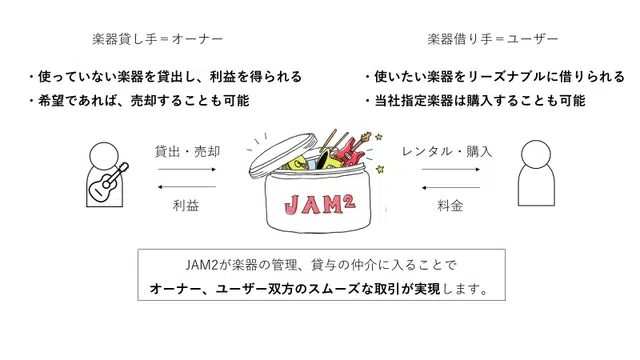 楽器貸し手＝オーナー
楽器借り手＝ユーザー
・使っていない楽器を貸出し、利益を得られる
・希望であれば、売却することも可能
・使いたい楽器をリーズナブルに借りられる
・当社指定楽器は購入することも可能
貸出・売却
利益
JAM2
レンタル・購入
料金
JAM2が楽器の管理、貸与の仲介に入ることで
オーナー、ユーザー双方のスムーズな取引が実現します。